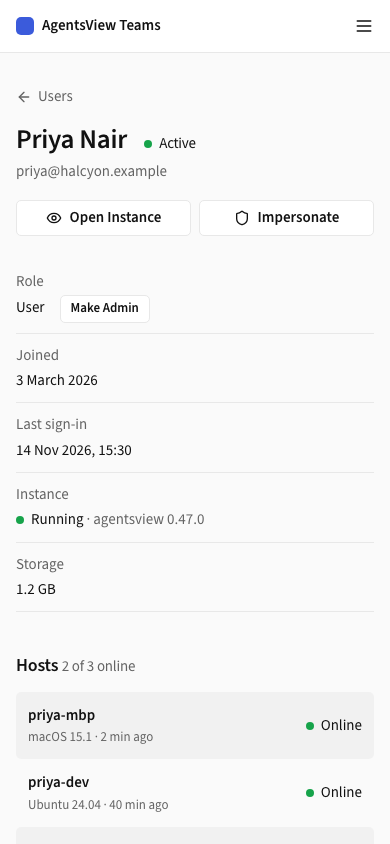 AgentsView Teams
Users
Priya Nair
Active
priya@halcyon.example
Open Instance
Impersonate
Role
User
Make Admin
Joined
3 March 2026
Last sign-in
14 Nov 2026, 15:30
Instance
Running · agentsview 0.47.0
Storage
1.2 GB
Hosts 2 of 3 online
priya-mbp
macOS 15.1 · 2 min ago
Online
priya-dev
Ubuntu 24.04 · 40 min ago
Online